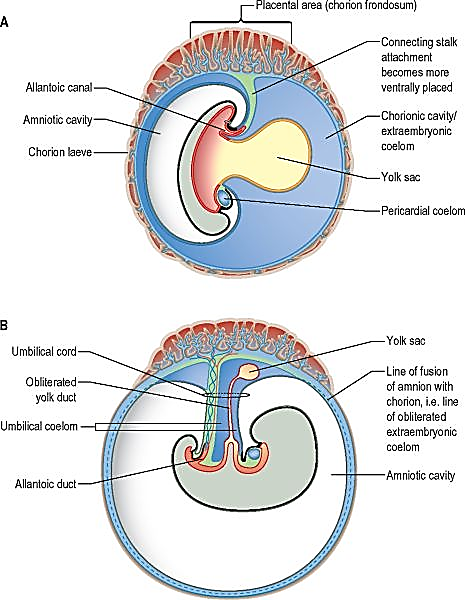 Placental area (chorion frondosum)
A
Connecting stalk
attachment
becomes more
ventrally placed
Allantoic canal
Amniotic cavity
Chorionic cavity/
extraembryonic
coelom
Chorion laeve
Yolk sac
Pericardial coelom
B
Umbilical cord
Yolk sac
Obliterated
yolk duct
Line of fusion
of amnion with
chorion, i.e. line
of obliterated
extraembryonic
coelom
Umbilical coelom
Allantoic duct
Amniotic cavity